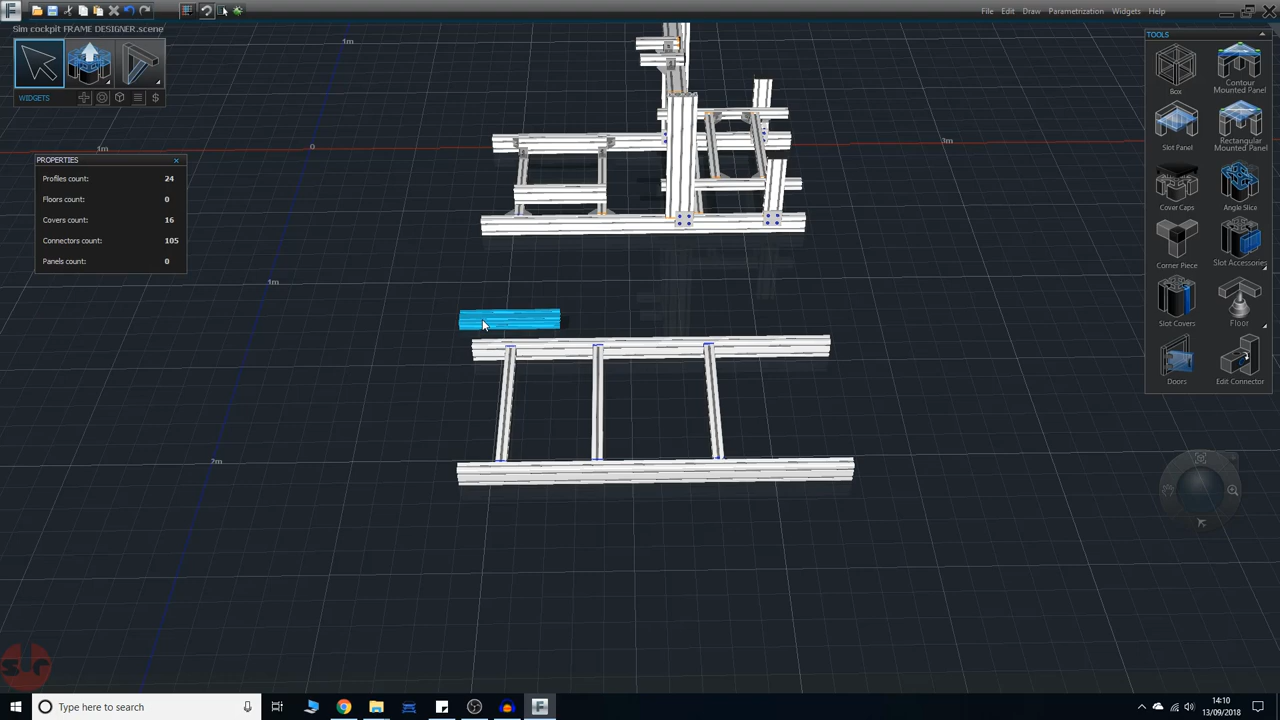 File Edit Draw Parametrization Widgets Help
Sim cockpit FRAME DESIGNER.scene
WIDGETS
$
PROPERTIES
Profiles count: 24
Floor count: 0
Covers count: 16
Connectors count: 105
Panels count: 0
1m
1m
0
3m
1m
2m
TOOLS
Box
Contour Mounted Panel
Slot Panel
Rectangular Mounted Panel
Cover Caps
Angle Slice
Corner Piece
Slot Accessories
Floor
Doors
Edit Connector
Type here to search
14:10
13/09/2018